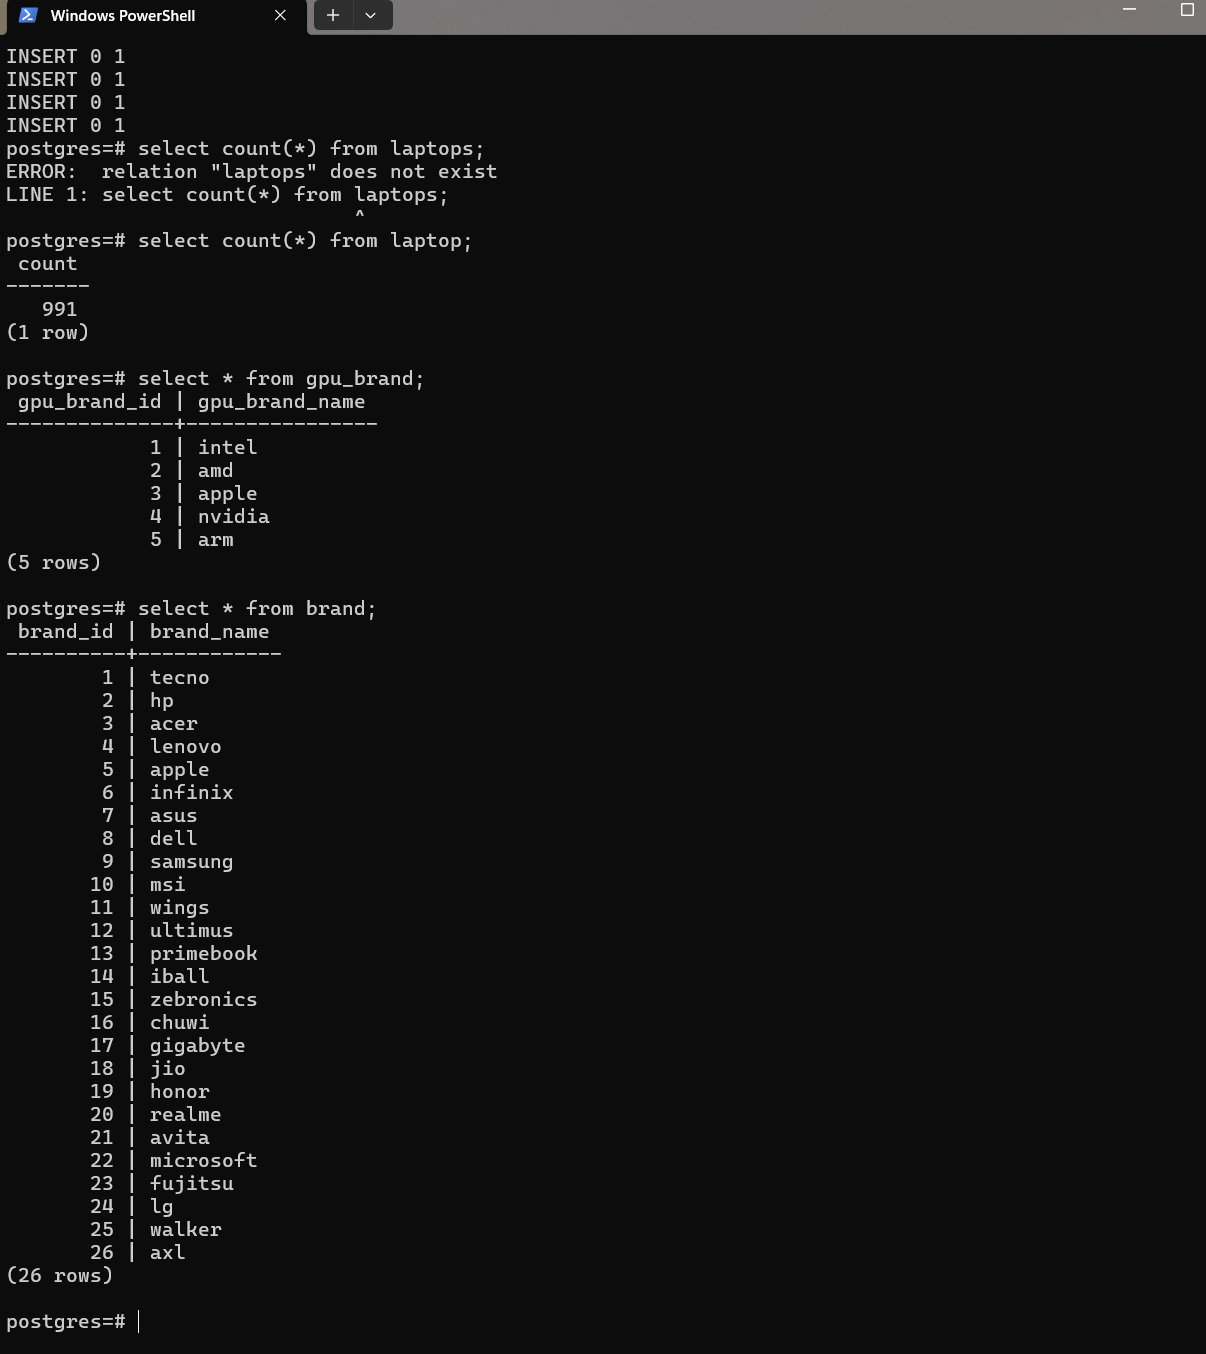 Windows PowerShell
INSERT 0 1
INSERT 0 1
INSERT 0 1
INSERT 0 1
postgres=# select count(*) from laptops;
ERROR:  relation "laptops" does not exist
LINE 1: select count(*) from laptops;
                             ^
postgres=# select count(*) from laptop;
 count
-------
   991
(1 row)

postgres=# select * from gpu_brand;
 gpu_brand_id | gpu_brand_name
--------------+----------------
            1 | intel
            2 | amd
            3 | apple
            4 | nvidia
            5 | arm
(5 rows)

postgres=# select * from brand;
 brand_id | brand_name
----------+------------
        1 | tecno
        2 | hp
        3 | acer
        4 | lenovo
        5 | apple
        6 | infinix
        7 | asus
        8 | dell
        9 | samsung
       10 | msi
       11 | wings
       12 | ultimus
       13 | primebook
       14 | iball
       15 | zebronics
       16 | chuwi
       17 | gigabyte
       18 | jio
       19 | honor
       20 | realme
       21 | avita
       22 | microsoft
       23 | fujitsu
       24 | lg
       25 | walker
       26 | axl
(26 rows)

postgres=#